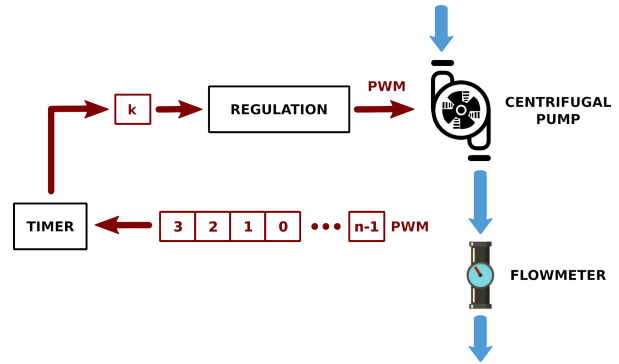 PWM
k
REGULATION
CENTRIFUGAL
PUMP
TIMER
3 2 1 0 ••• n-1 PWM
FLOWMETER